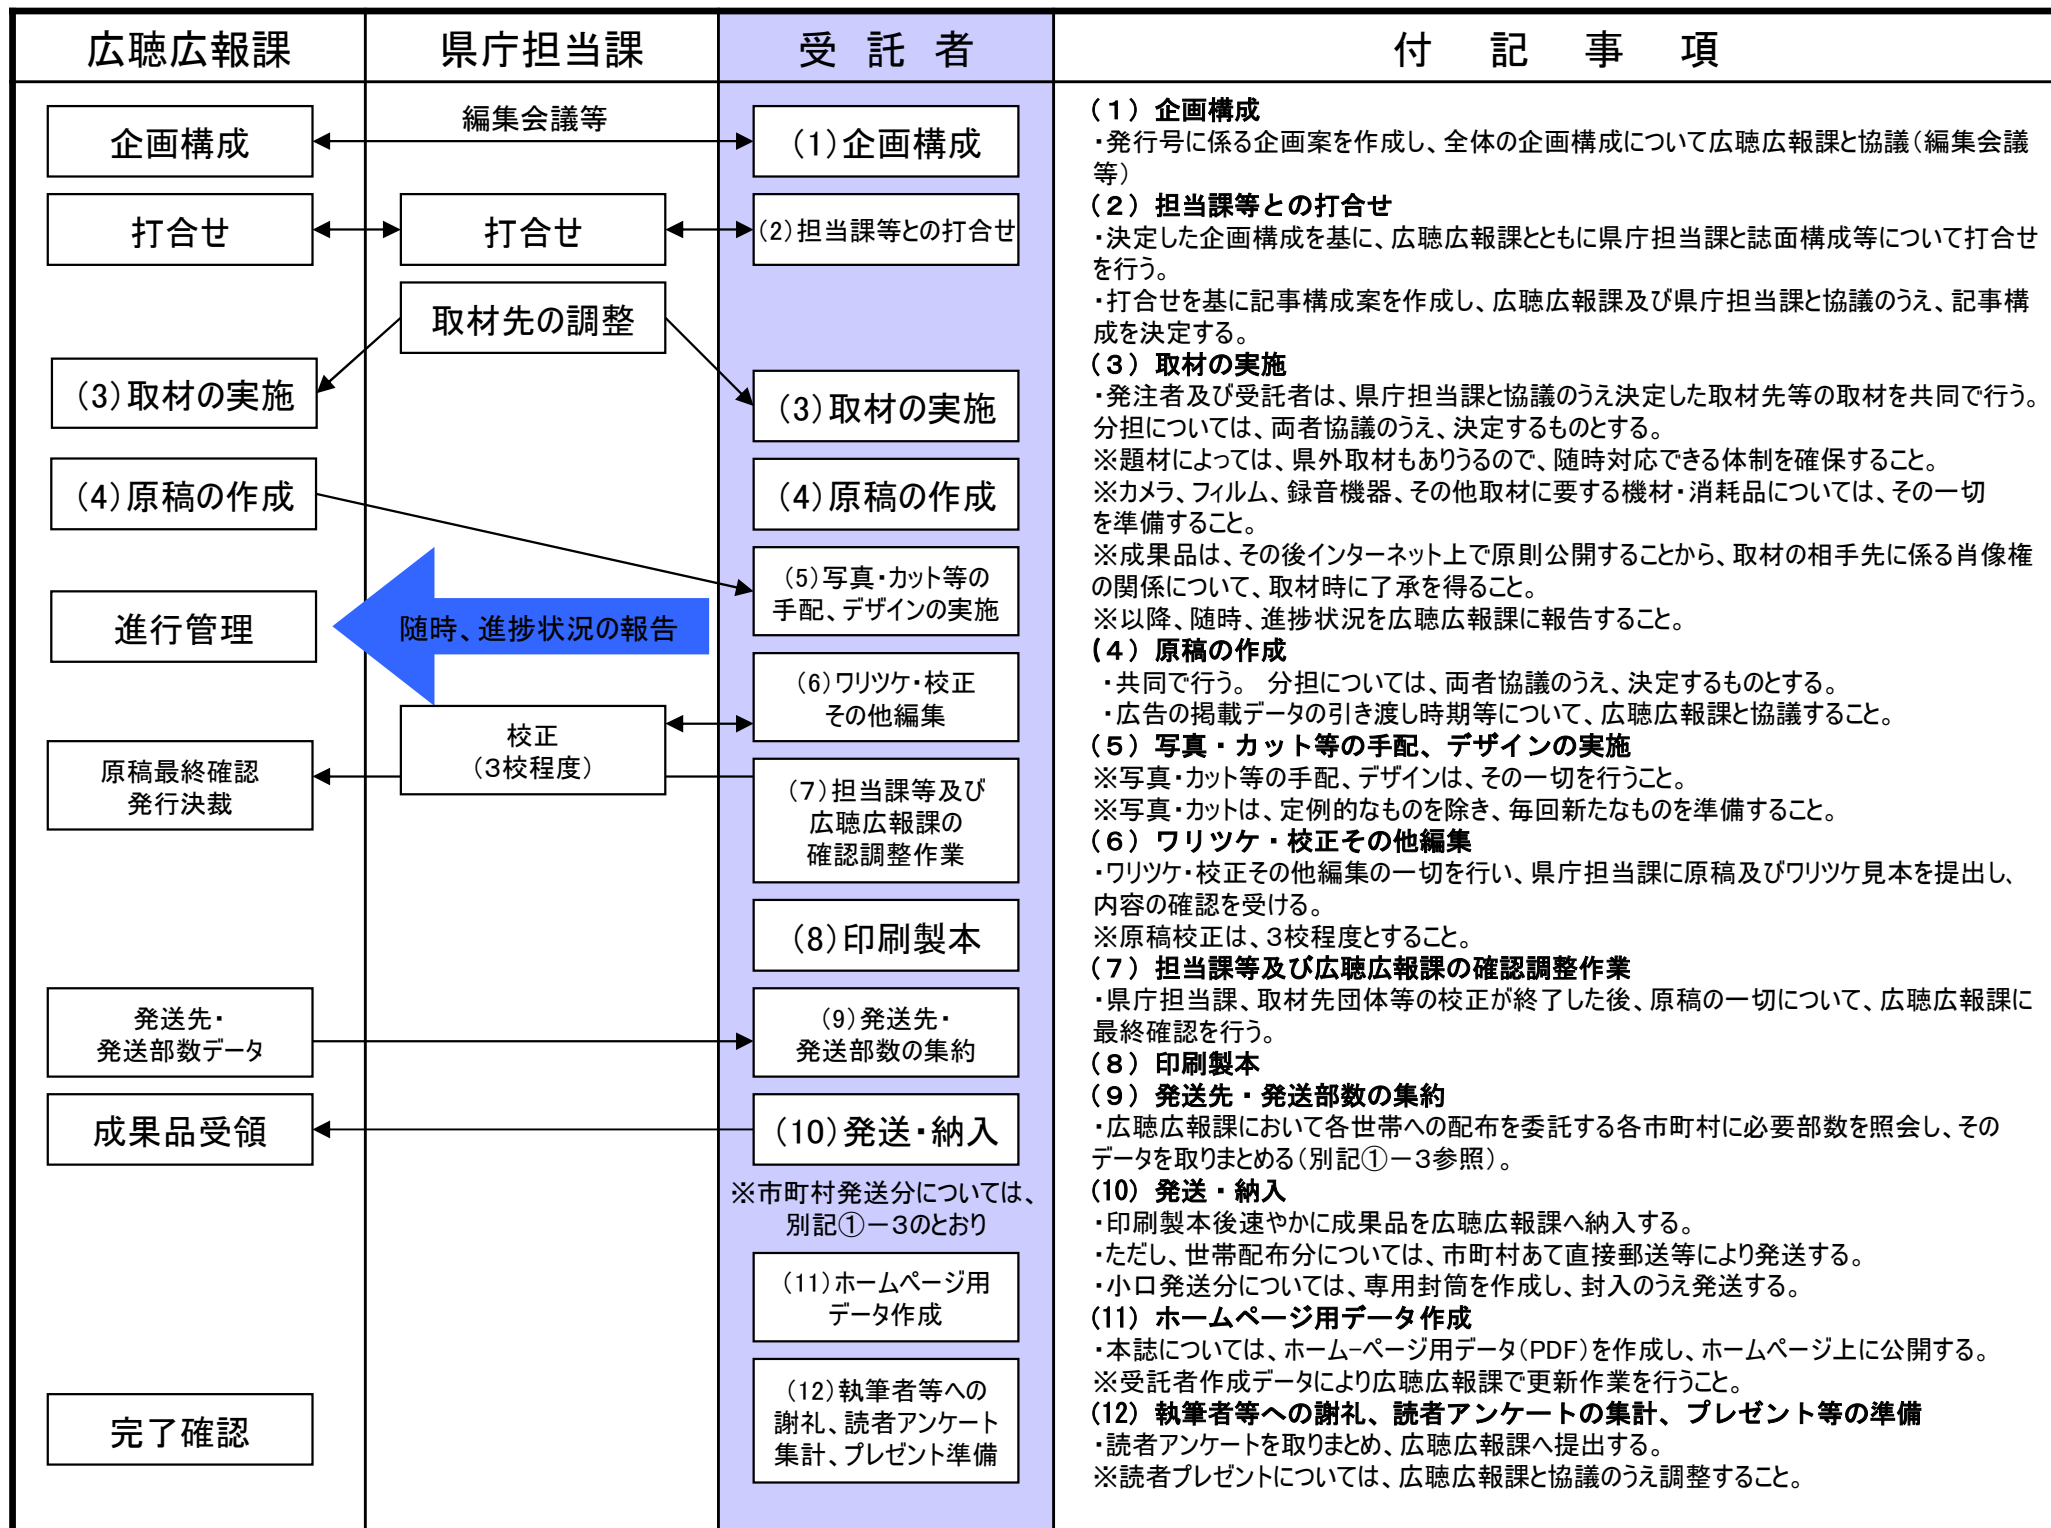 広聴広報課
県庁担当課
受託者
付記事項
企画構成
編集会議等
(1)企画構成
打合せ
打合せ
(2)担当課等との打合せ
取材先の調整
(3)取材の実施
(3)取材の実施
(4)原稿の作成
(4)原稿の作成
(5)写真・カット等の
手配、デザインの実施
進行管理
随時、進捗状況の報告
(6)ワリツケ・校正
その他編集
校正
(3校程度)
原稿最終確認
発行決裁
(7)担当課等及び
広聴広報課の
確認調整作業
(8)印刷製本
発送先・
発送部数データ
(9)発送先・
発送部数の集約
成果品受領
(10)発送・納入
※市町村発送分については、
別記①-3のとおり
(11)ホームページ用
データ作成
完了確認
(12)執筆者等への
謝礼、読者アンケート
集計、プレゼント準備
(1)企画構成
・発行号に係る企画案を作成し、全体の企画構成について広聴広報課と協議(編集会議
等)
(2)担当課等との打合せ
・決定した企画構成を基に、広聴広報課とともに県庁担当課と誌面構成等について打合せ
を行う。
・打合せを基に記事構成案を作成し、広聴広報課及び県庁担当課と協議のうえ、記事構
成を決定する。
(3)取材の実施
・発注者及び受託者は、県庁担当課と協議のうえ決定した取材先等の取材を共同で行う。
分担については、両者協議のうえ、決定するものとする。
※題材によっては、県外取材もありうるので、随時対応できる体制を確保すること。
※カメラ、フィルム、録音機器、その他取材に要する機材・消耗品については、その一切
を準備すること。
※成果品は、その後インターネット上で原則公開することから、取材の相手先に係る肖像権
の関係について、取材時に了承を得ること。
※以降、随時、進捗状況を広聴広報課に報告すること。
(4)原稿の作成
・共同で行う。 分担については、両者協議のうえ、決定するものとする。
・広告の掲載データの引き渡し時期等について、広聴広報課と協議すること。
(5)写真・カット等の手配、デザインの実施
※写真・カット等の手配、デザインは、その一切を行うこと。
※写真・カットは、定例的なものを除き、毎回新たなものを準備すること。
(6)ワリツケ・校正その他編集
・ワリツケ・校正その他編集の一切を行い、県庁担当課に原稿及びワリツケ見本を提出し、
内容の確認を受ける。
※原稿校正は、3校程度とすること。
(7)担当課等及び広聴広報課の確認調整作業
・県庁担当課、取材先団体等の校正が終了した後、原稿の一切について、広聴広報課に
最終確認を行う。
(8)印刷製本
(9)発送先・発送部数の集約
・広聴広報課において各世帯への配布を委託する各市町村に必要部数を照会し、その
データを取りまとめる(別記①-3参照)。
(10)発送・納入
・印刷製本後速やかに成果品を広聴広報課へ納入する。
・ただし、世帯配布分については、市町村あて直接郵送等により発送する。
・小口発送分については、専用封筒を作成し、封入のうえ発送する。
(11)ホームページ用データ作成
・本誌については、ホーム-ページ用データ(PDF)を作成し、ホームページ上に公開する。
※受託者作成データにより広聴広報課で更新作業を行うこと。
(12)執筆者等への謝礼、読者アンケートの集計、プレゼント等の準備
・読者アンケートを取りまとめ、広聴広報課へ提出する。
※読者プレゼントについては、広聴広報課と協議のうえ調整すること。